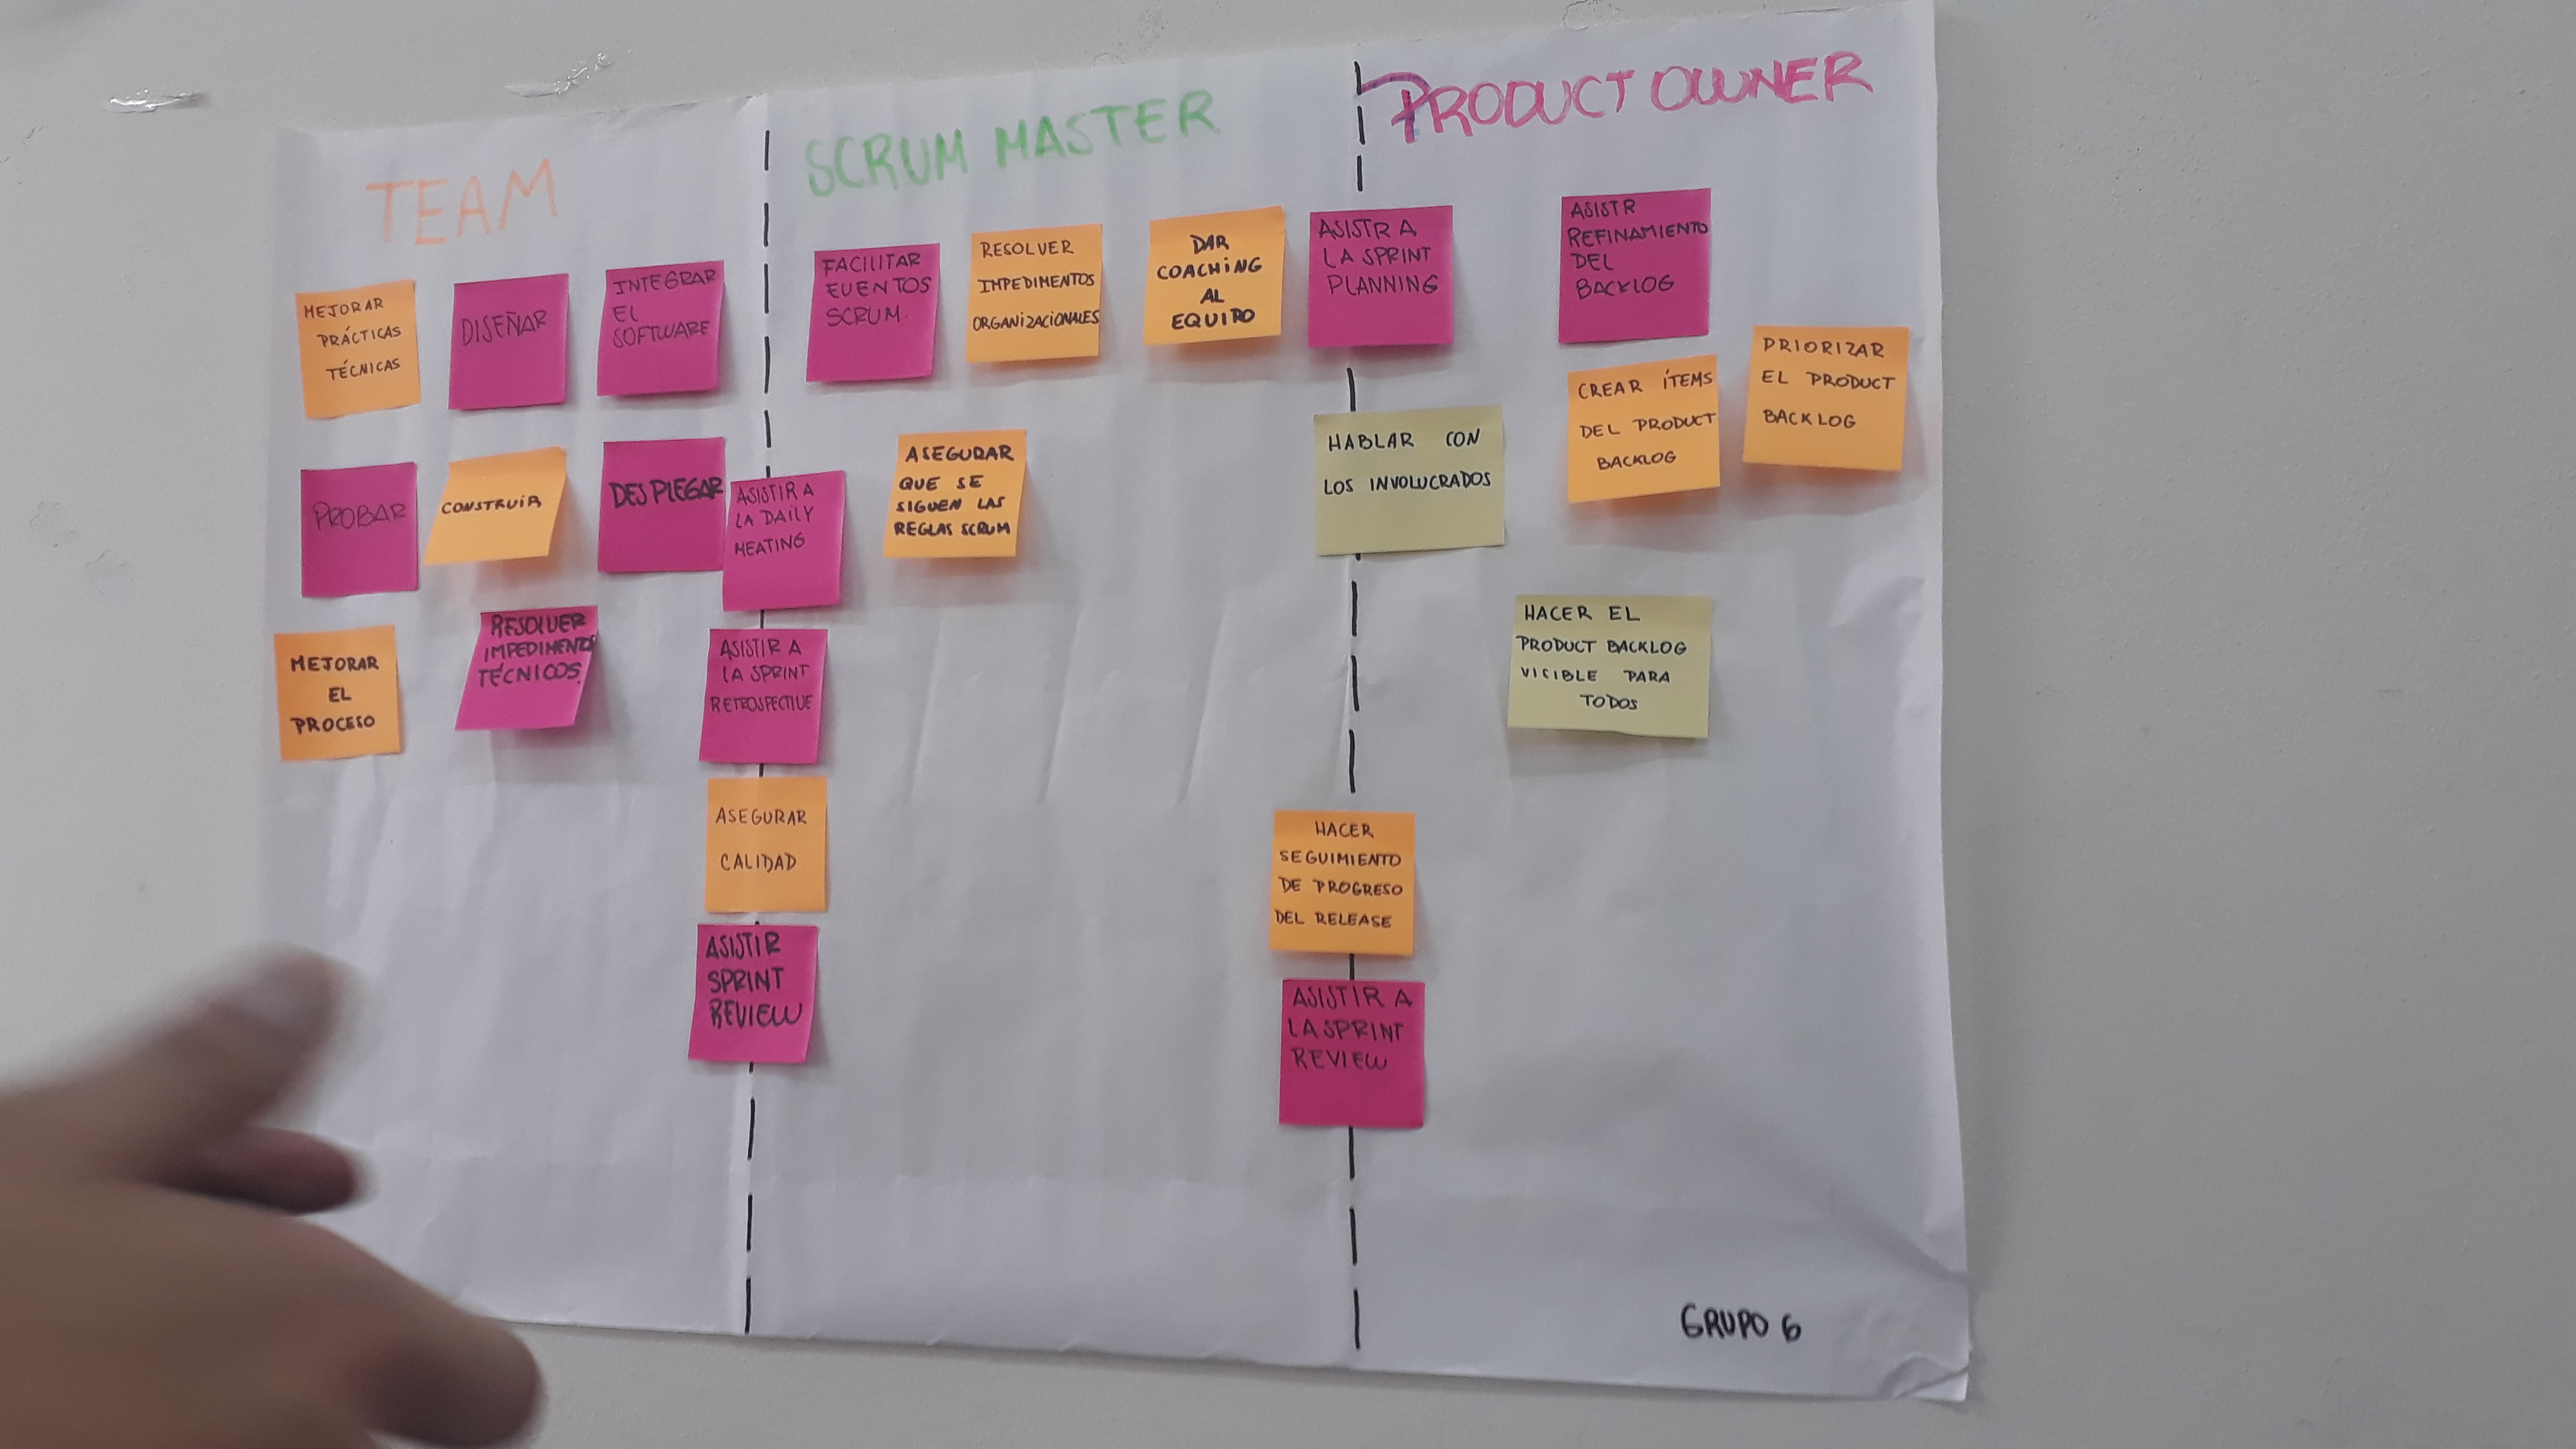 TEAM
SCRUM MASTER
PRODUCT OWNER
MEJORAR
PRÁCTICAS
TÉCNICAS
DISEÑAR
INTEGRAR
EL
SOFTWARE
PROBAR
CONSTRUIR
DESPLEGAR
MEJORAR
EL
PROCESO
RESOLVER
IMPEDIMENTOS
TÉCNICOS.
ASISTIR A
LA DAILY
MEATING
ASISTIR A
LA SPRINT
RETROSPECTIVE
ASEGURAR
CALIDAD
ASISTIR
SPRINT
REVIEW
FACILITAR
EVENTOS
SCRUM.
RESOLVER
IMPEDIMENTOS
ORGANIZACIONALES
DAR
COACHING
AL
EQUIPO
ASEGURAR
QUE SE
SIGUEN LAS
REGLAS SCRUM
ASISTR A
LA SPRINT
PLANNING
HABLAR CON
LOS INVOLUCRADOS
HACER
SEGUIMIENTO
DE PROGRESO
DEL RELEASE
ASISTIR A
LA SPRINT
REVIEW
ASISTR
REFINAMIENTO
DEL
BACKLOG
CREAR ÍTEMS
DEL PRODUCT
BACKLOG
PRIORIZAR
EL PRODUCT
BACKLOG
HACER EL
PRODUCT BACKLOG
VICIBLE PARA
TODOS
GRUPO 6